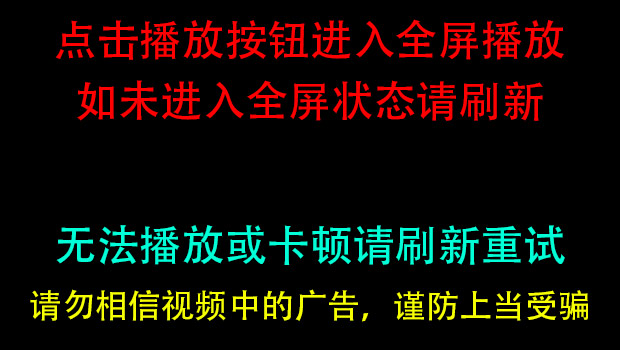 点击播放按钮进入全屏播放
如未进入全屏状态请刷新
无法播放或卡顿请刷新重试
请勿相信视频中的广告，谨防上当受骗